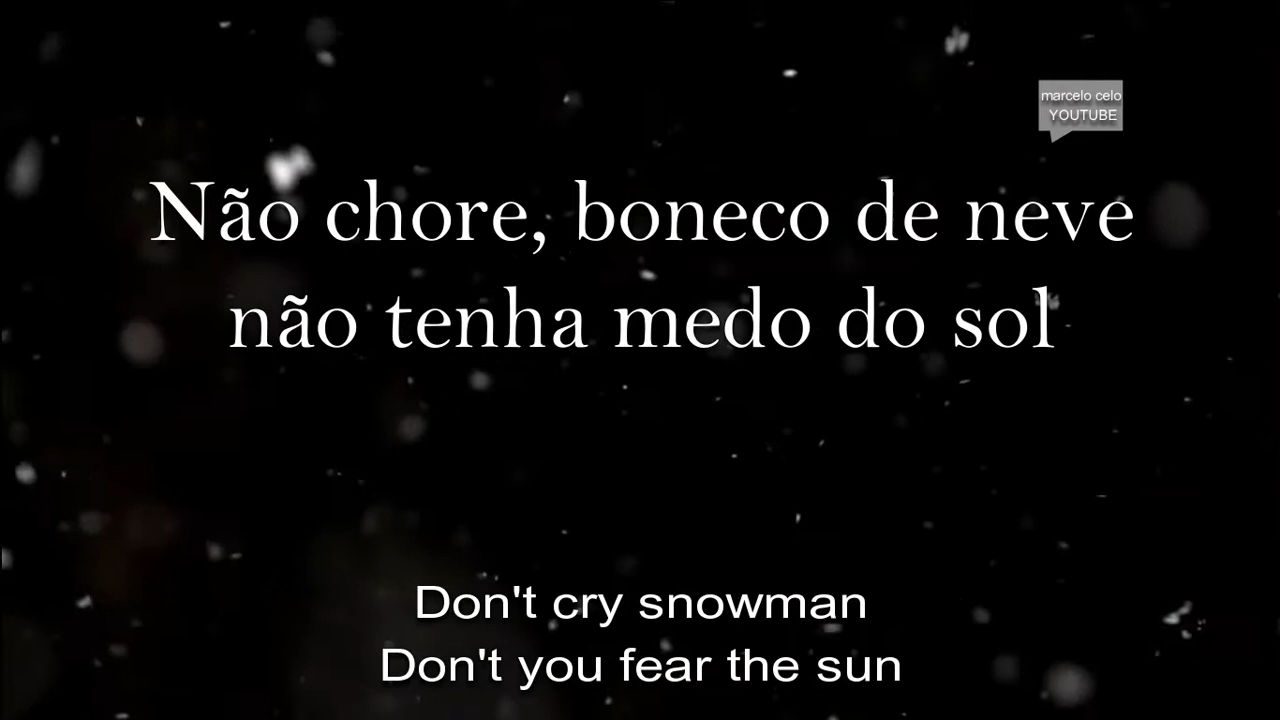 marcelo celo
YOUTUBE
Não chore, boneco de neve
não tenha medo do sol
Don't cry snowman
Don't you fear the sun